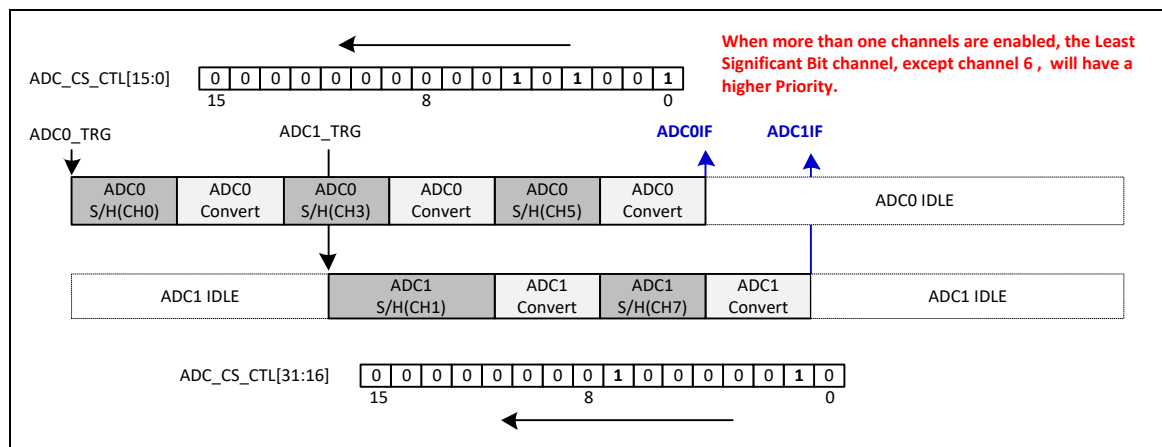 When more than one channels are enabled, the Least
Significant Bit channel, except channel 6 , will have a
higher Priority.
ADC_CS_CTL[15:0] 0 0 0 0 0 0 0 0 0 0 1 0 1 0 0 1
15 8 0
ADC0_TRG ADC1_TRG ADC0IF ADC1IF
ADC0 ADC0 ADC0 ADC0 ADC0 ADC0
S/H(CH0) Convert S/H(CH3) Convert S/H(CH5) Convert
ADC0 IDLE
ADC1 IDLE
ADC1 ADC1 ADC1 ADC1
S/H(CH1) Convert S/H(CH7) Convert
ADC1 IDLE
ADC_CS_CTL[31:16] 0 0 0 0 0 0 0 0 1 0 0 0 0 0 1 0
15 8 0